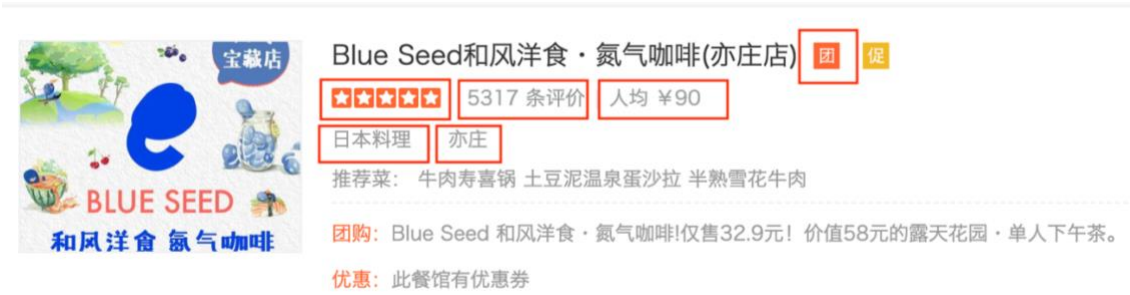 宝藏店
BLUE SEED
和风洋食 氮气咖啡
Blue Seed和风洋食·氮气咖啡(亦庄店) 团 促
5317 条评价 人均 ¥90
日本料理 亦庄
推荐菜： 牛肉寿喜锅 土豆泥温泉蛋沙拉 半熟雪花牛肉
团购：Blue Seed 和风洋食·氮气咖啡!仅售32.9元！价值58元的露天花园·单人下午茶。
优惠：此餐馆有优惠券